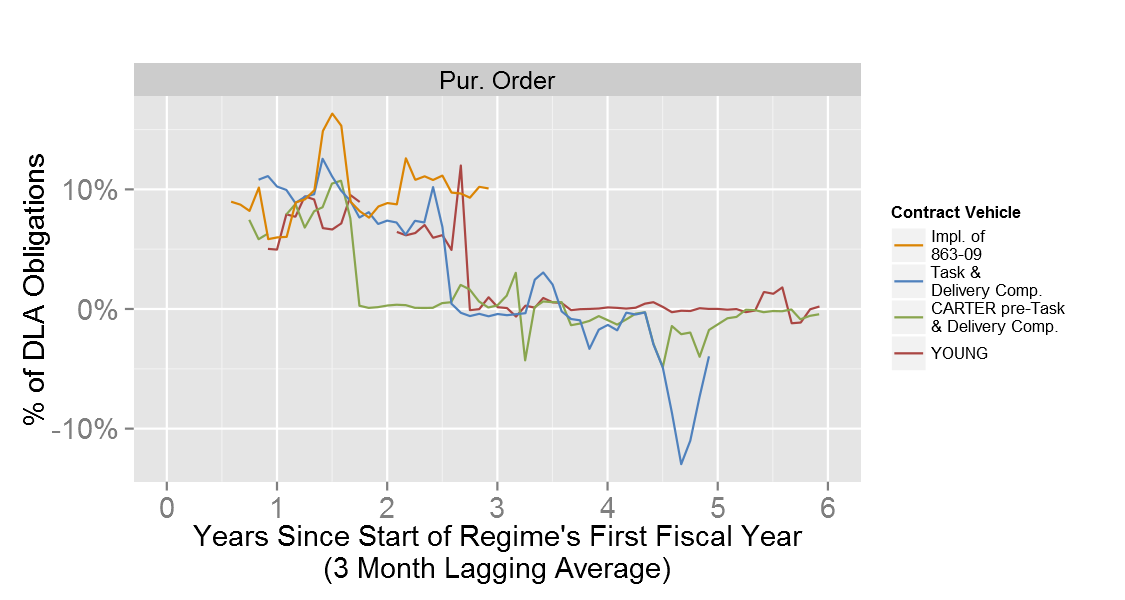 Pur. Order
% of DLA Obligations
10%
0%
-10%
0 1 2 3 4 5 6
Years Since Start of Regime's First Fiscal Year
(3 Month Lagging Average)
Contract Vehicle
Impl. of
863-09
Task &
Delivery Comp.
CARTER pre-Task
& Delivery Comp.
YOUNG